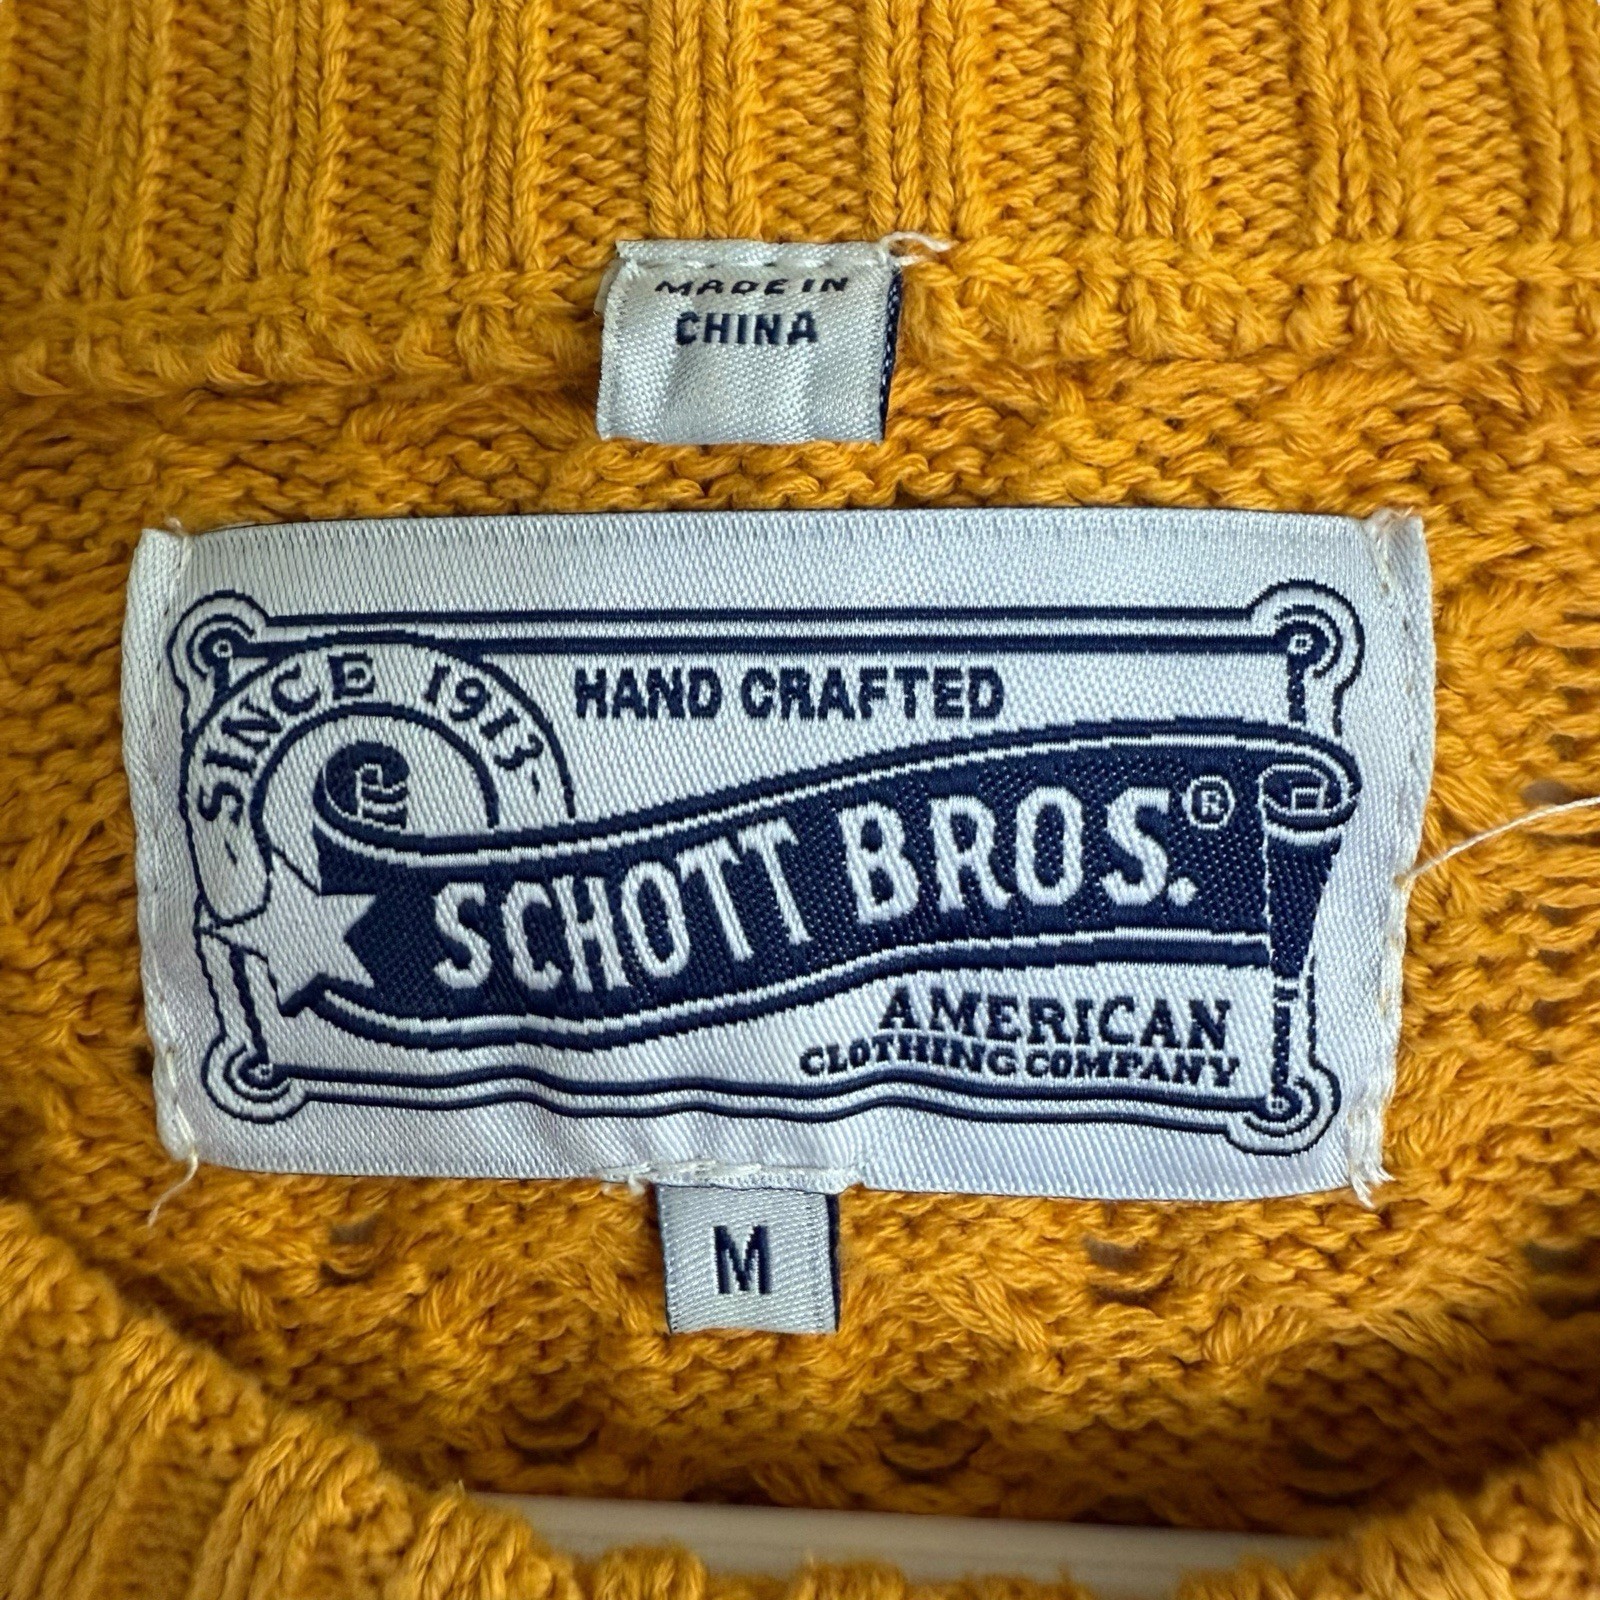 MADE IN
CHINA
- SINCE 1913 -
HAND CRAFTED
SCHOTT BROS.®
AMERICAN
CLOTHING COMPANY
M